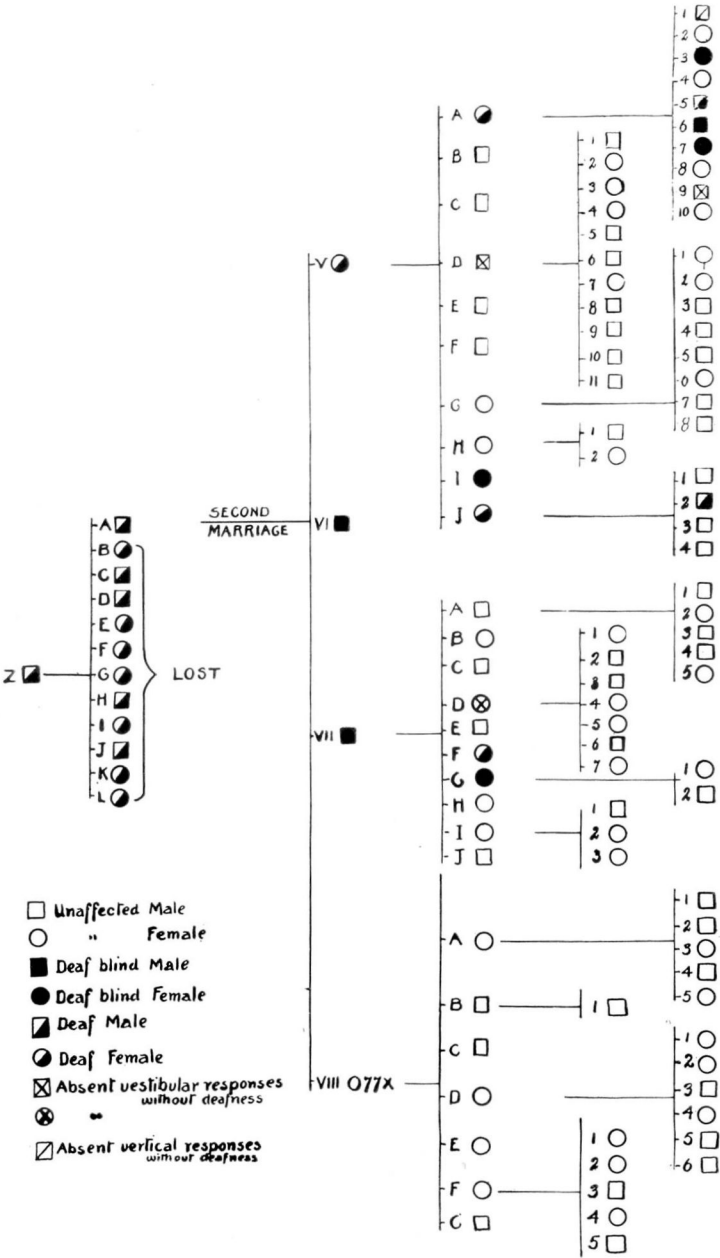 Z
A
B
C
D
E
F
G
H
I
J
K
L
LOST
SECOND
MARRIAGE
V
VI
VII
VIII 077X
A
B
C
D
E
F
G
H
I
J
1
2
3
4
5
6
7
8
9
10
11
1
2
1
2
3
4
5
6
7
8
9
10
1
2
3
4
5
6
7
8
1
2
3
4
A
B
C
D
E
F
G
H
I
J
1
2
3
4
5
6
7
1
2
3
1
2
3
4
5
1
2
A
B
C
D
E
F
G
1
1
2
3
4
5
1
2
3
4
5
1
2
3
4
5
6
Unaffected Male
" Female
Deaf blind Male
Deaf blind Female
Deaf Male
Deaf Female
Absent vestibular responses
without deafness
"
Absent vertical responses
without deafness